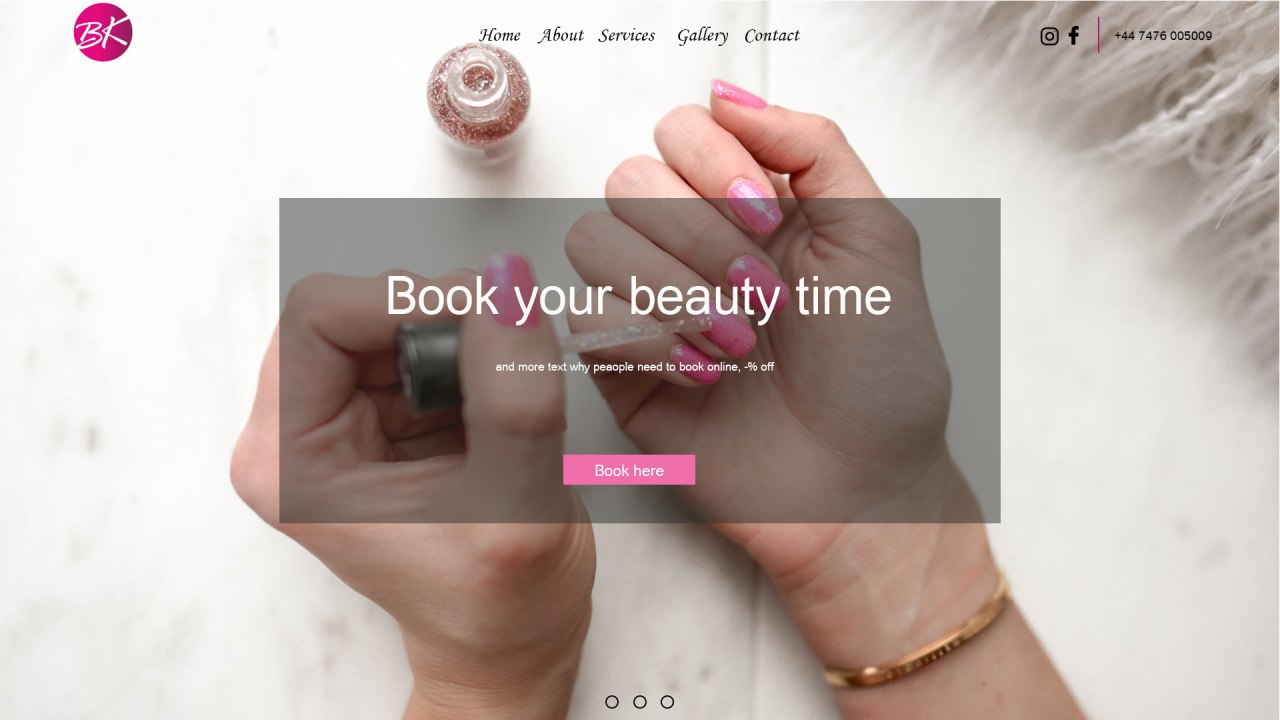 BK
Home About Services Gallery Contact
+44 7476 005009
Book your beauty time
and more text why peaople need to book online, -% off
Book here